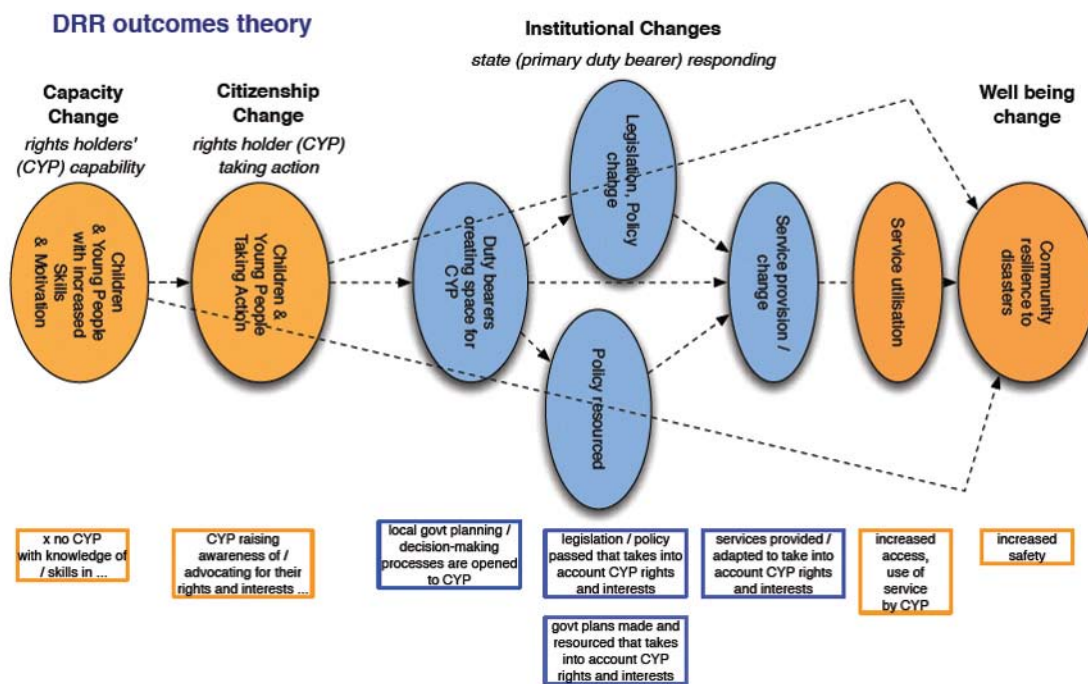 DRR outcomes theory
Institutional Changes
state (primary duty bearer) responding
Capacity
Change
rights holders'
(CYP) capability
Citizenship
Change
rights holder (CYP)
taking action
Well being
change
Children
& Young People
with increased
Skills
& Motivation
Children &
Young People
Taking Action
Duty bearers
creating space for
CYP
Legislation, Policy
change
Policy resourced
Service provision /
change
Service utilisation
Community
resilience to
disasters
x no CYP
with knowledge of
/ skills in ...
CYP raising
awareness of /
advocating for their
rights and interests ...
local govt planning /
decision-making
processes are opened
to CYP
legislation / policy
passed that takes into
account CYP rights
and interests
govt plans made and
resourced that takes
into account CYP
rights and interests
services provided /
adapted to take into
account CYP rights
and interests
increased
access,
use of
service
by CYP
increased
safety